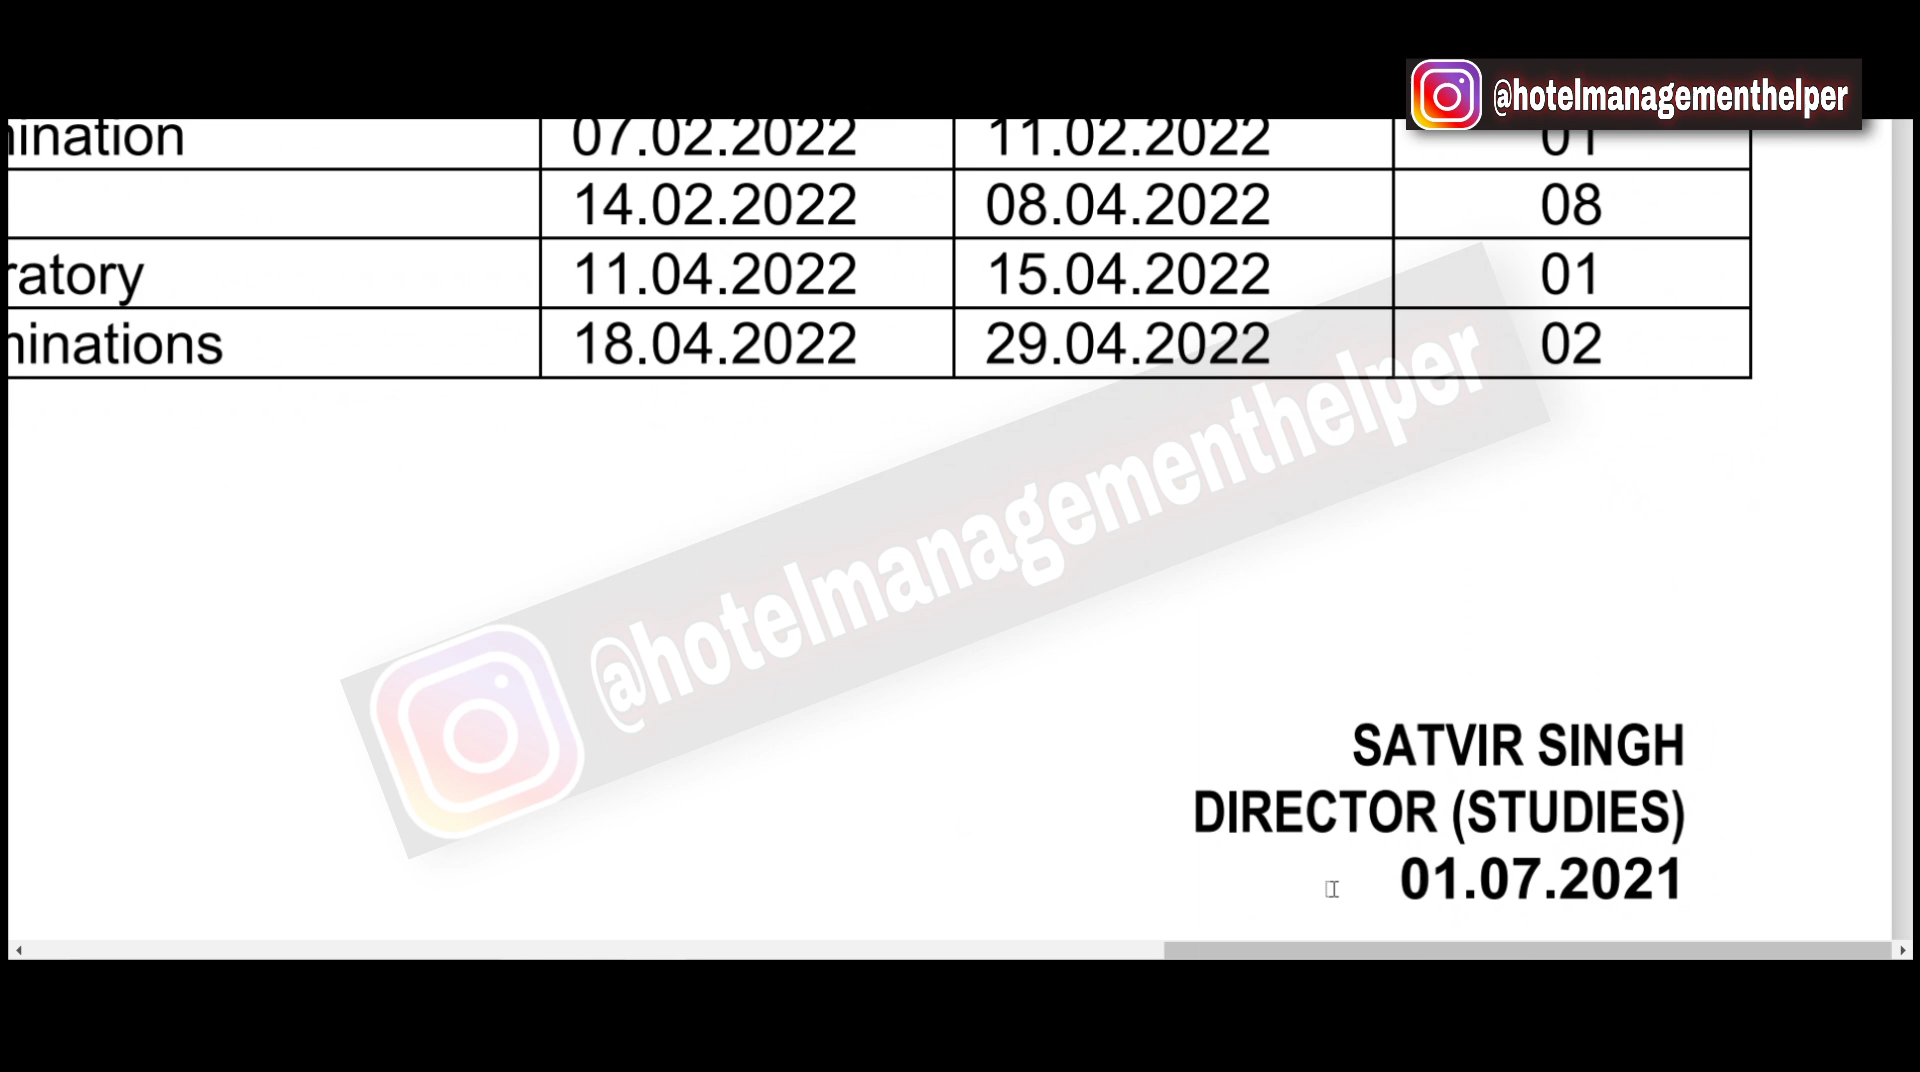 @hotelmanagementhelper
ination 07.02.2022 11.02.2022 01
14.02.2022 08.04.2022 08
ratory 11.04.2022 15.04.2022 01
inations 18.04.2022 29.04.2022 02
@hotelmanagementhelper
SATVIR SINGH
DIRECTOR (STUDIES)
01.07.2021